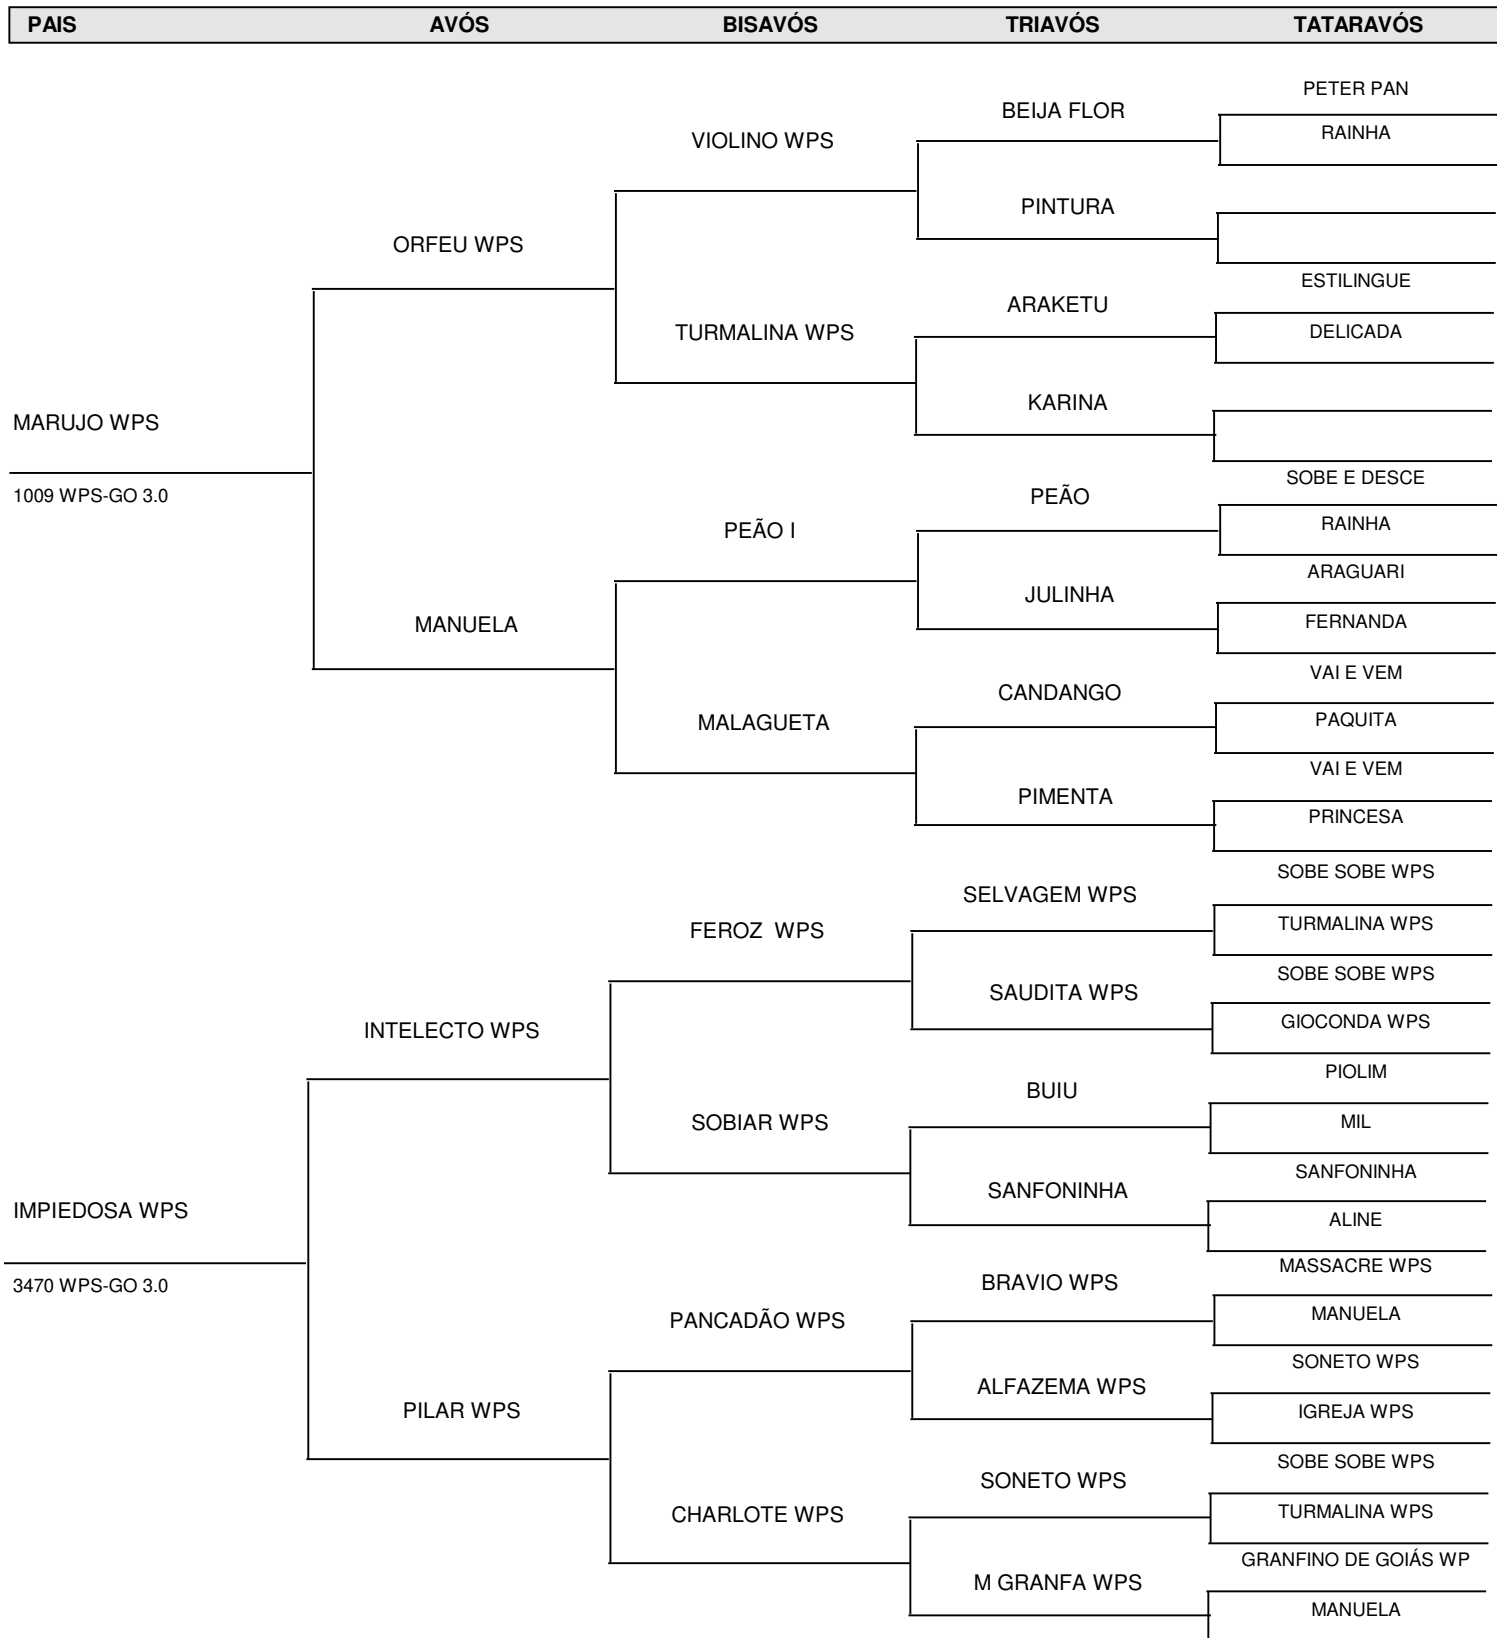 PAIS AVÓS BISAVÓS TRIAVÓS TATARAVÓS
PETER PAN
BEIJA FLOR
RAINHA
VIOLINO WPS
PINTURA
ORFEU WPS
ESTILINGUE
ARAKETU
DELICADA
TURMALINA WPS
KARINA
MARUJO WPS
1009 WPS-GO 3.0
SOBE E DESCE
PEÃO
RAINHA
PEÃO I
ARAGUARI
JULINHA
FERNANDA
MANUELA
VAI E VEM
CANDANGO
PAQUITA
MALAGUETA
VAI E VEM
PIMENTA
PRINCESA
SOBE SOBE WPS
SELVAGEM WPS
TURMALINA WPS
FEROZ  WPS
SOBE SOBE WPS
SAUDITA WPS
GIOCONDA WPS
INTELECTO WPS
PIOLIM
BUIU
MIL
SOBIAR WPS
SANFONINHA
SANFONINHA
ALINE
IMPIEDOSA WPS
3470 WPS-GO 3.0
MASSACRE WPS
BRAVIO WPS
MANUELA
PANCADÃO WPS
SONETO WPS
ALFAZEMA WPS
IGREJA WPS
PILAR WPS
SOBE SOBE WPS
SONETO WPS
TURMALINA WPS
CHARLOTE WPS
GRANFINO DE GOIÁS WP
M GRANFA WPS
MANUELA